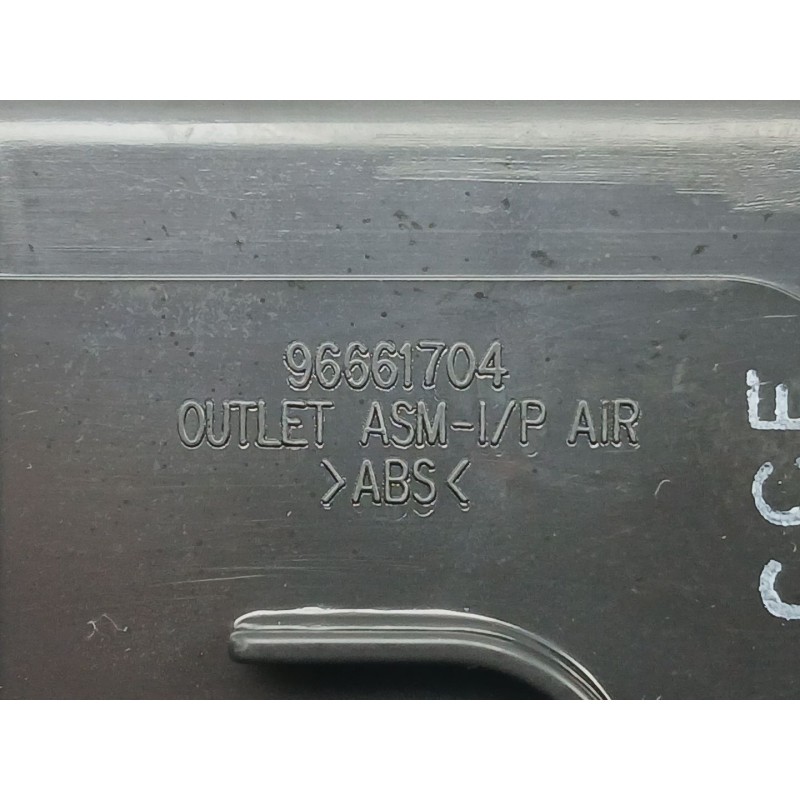 96661704
OUTLET ASM-I/P AIR
>ABS<